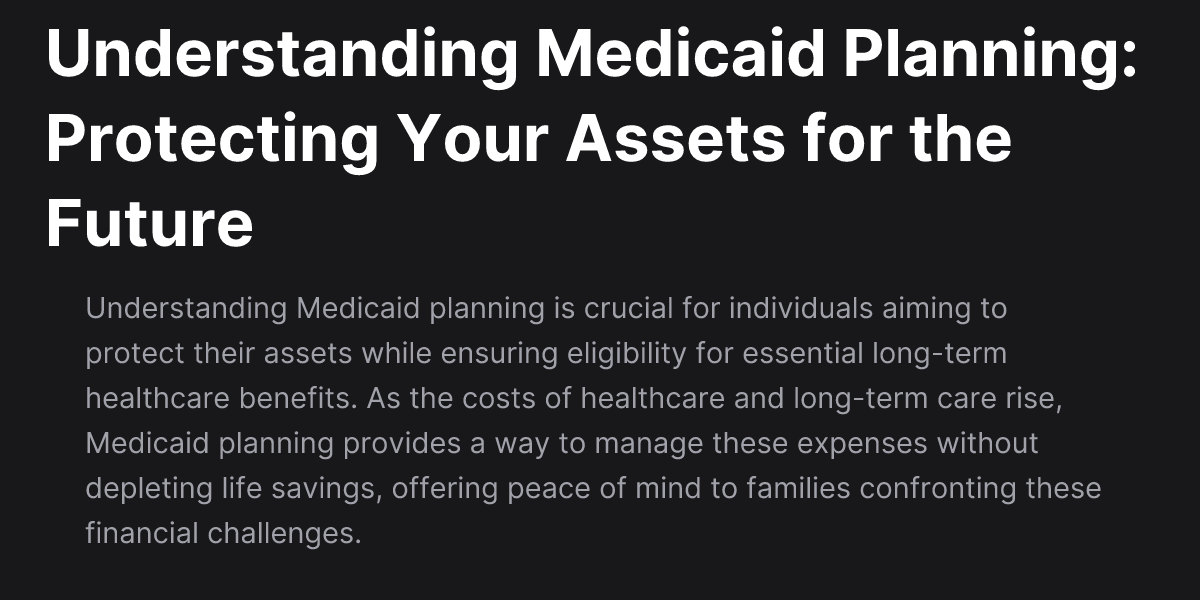 Understanding Medicaid Planning:
Protecting Your Assets for the
Future
Understanding Medicaid planning is crucial for individuals aiming to
protect their assets while ensuring eligibility for essential long-term
healthcare benefits. As the costs of healthcare and long-term care rise,
Medicaid planning provides a way to manage these expenses without
depleting life savings, offering peace of mind to families confronting these
financial challenges.